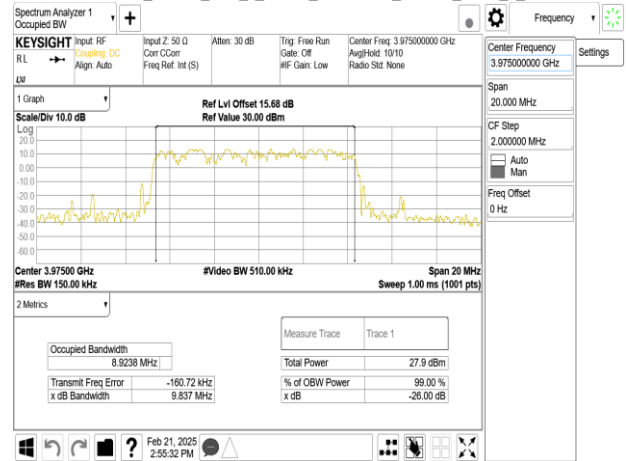 Spectrum Analyzer 1
Occupied BW
Frequency
KEYSIGHT
Input: RF
Coupling: DC
Align: Auto
Input Z: 50 Ω
Corr CCorr
Freq Ref: Int (S)
Atten: 30 dB
Trig: Free Run
Gate: Off
#IF Gain: Low
Center Freq: 3.975000000 GHz
Avg|Hold: 10/10
Radio Std: None
R L
LXI
Center Frequency
3.975000000 GHz
Settings
Span
20.000 MHz
CF Step
2.000000 MHz
Auto
Man
Freq Offset
0 Hz
1 Graph
Scale/Div 10.0 dB
Ref Lvl Offset 15.68 dB
Ref Value 30.00 dBm
Log
20.0
10.0
0.00
-10.0
-20.0
-30.0
-40.0
-50.0
-60.0
Center 3.97500 GHz
#Res BW 150.00 kHz
#Video BW 510.00 kHz
Span 20 MHz
Sweep 1.00 ms (1001 pts)
2 Metrics
Measure Trace Trace 1
Occupied Bandwidth
8.9238 MHz
Total Power 27.9 dBm
Transmit Freq Error -160.72 kHz
% of OBW Power 99.00 %
x dB Bandwidth 9.837 MHz
x dB -26.00 dB
?
Feb 21, 2025
2:55:32 PM